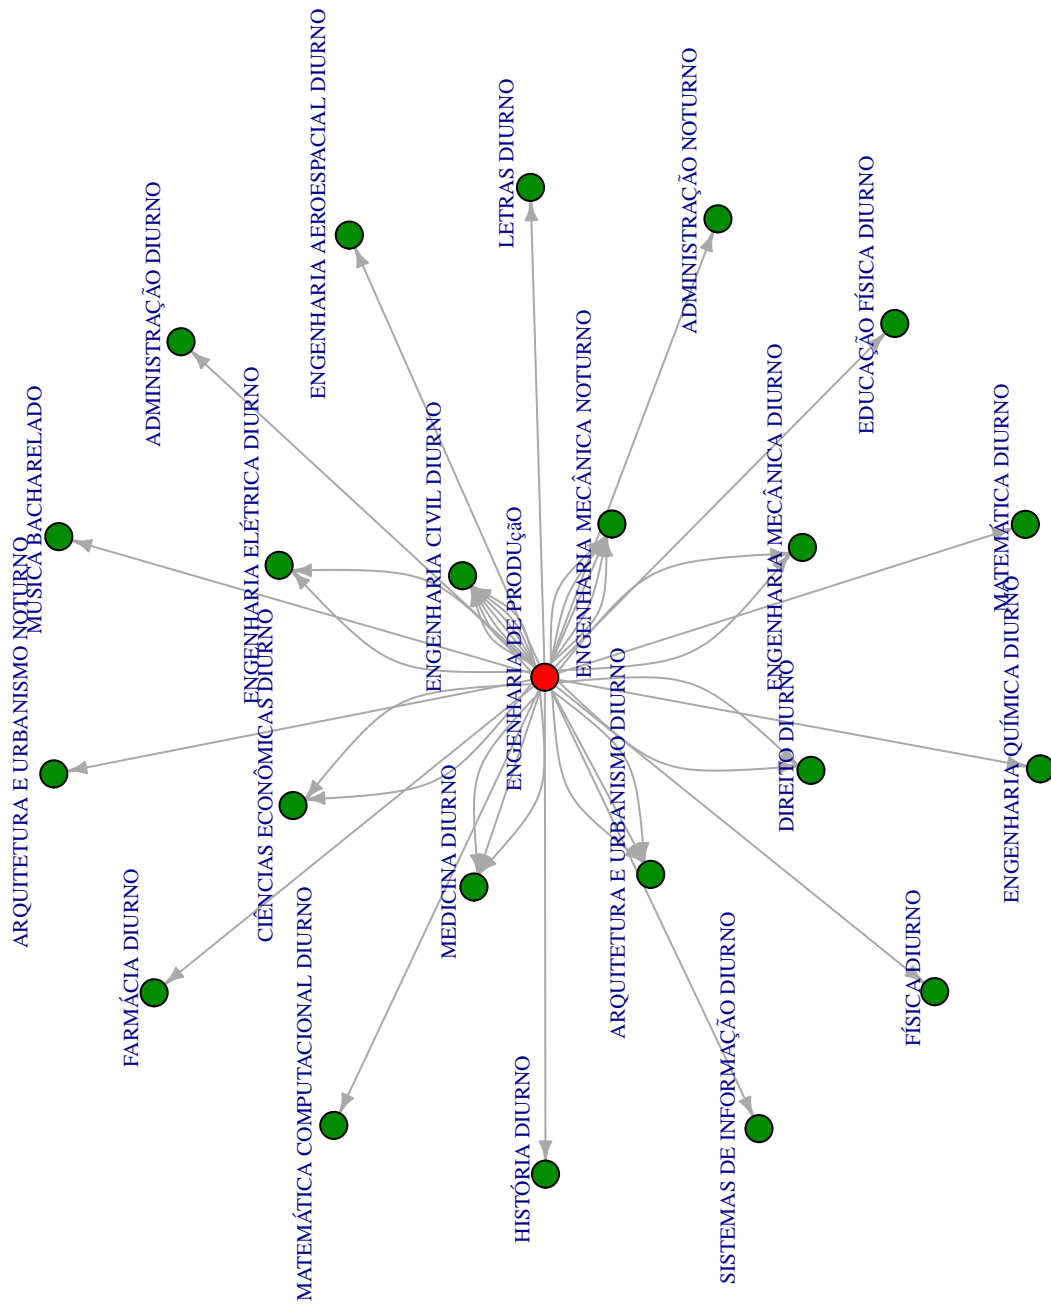 ENGENHARIA AEROESPACIAL DIURNO
ADMINISTRAÇÃO NOTURNO
LETRAS DIURNO
EDUCAÇÃO FÍSICA DIURNO
ADMINISTRAÇÃO DIURNO
ENGENHARIA MECÂNICA NOTURNO
ENGENHARIA MECÂNICA DIURNO
ENGENHARIA ELÉTRICA DIURNO
MATEMÁTICA DIURNO
MÚSICA BACHARELADO
ENGENHARIA CIVIL DIURNO
ENGENHARIA DE PRODUçãO
ARQUITETURA E URBANISMO NOTURNO
ENGENHARIA QUÍMICA DIURNO
CIÊNCIAS ECONÔMICAS DIURNO
ARQUITETURA E URBANISMO DIURNO
DIREITO DIURNO
MEDICINA DIURNO
FARMÁCIA DIURNO
MATEMÁTICA COMPUTACIONAL DIURNO
FÍSICA DIURNO
SISTEMAS DE INFORMAÇÃO DIURNO
HISTÓRIA DIURNO